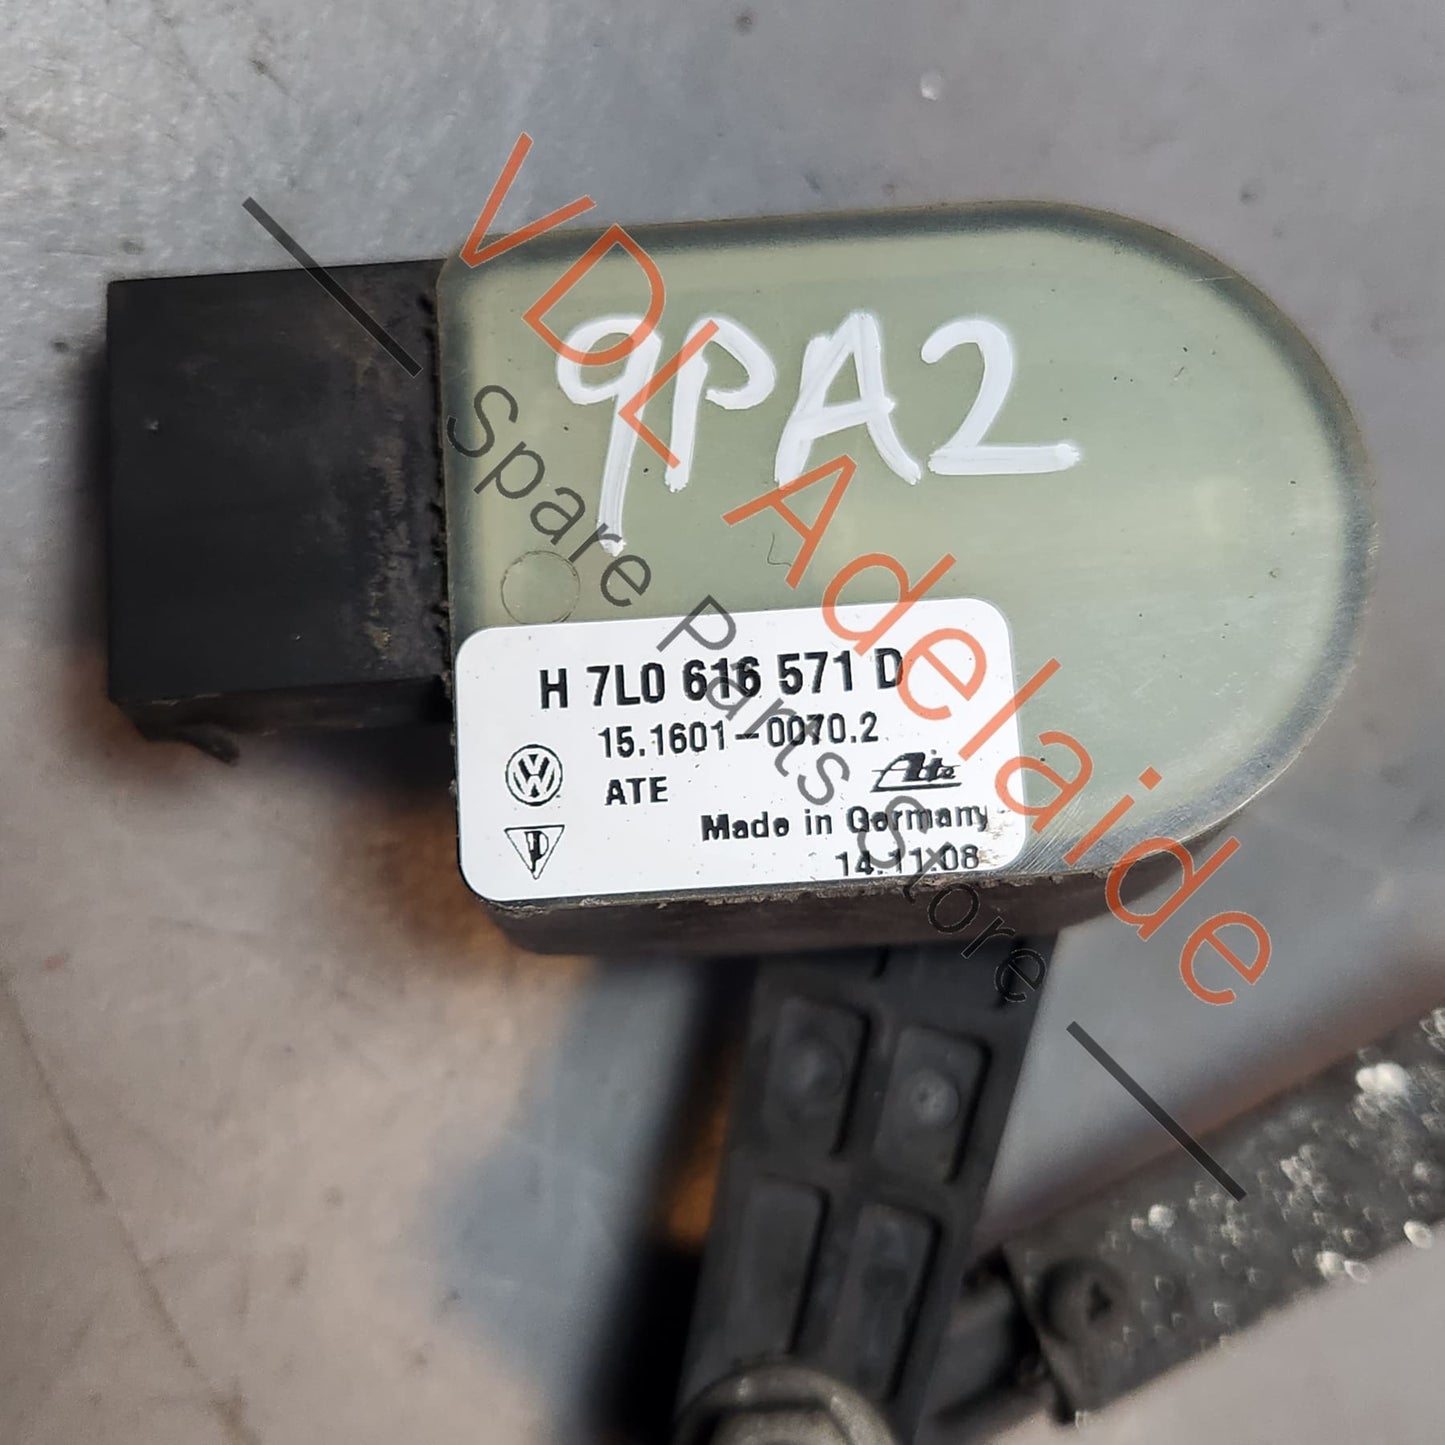 VDL Adelaide
Spare Parts Store
9PA2
H 7L0 616 571 D
15.1601-0070.2
ATE
Ate
Made in Germany
14.11.08